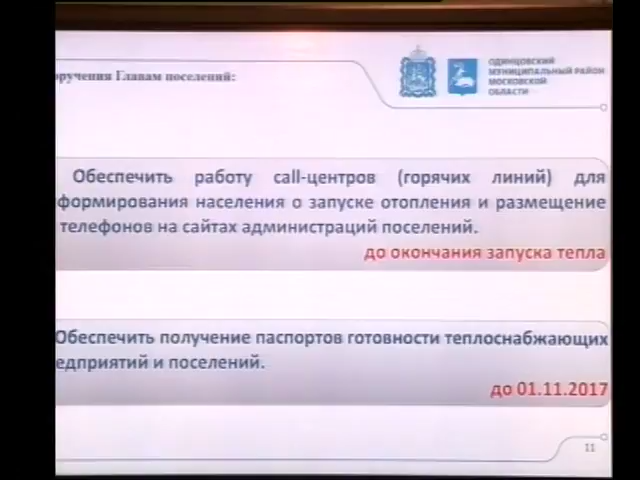 оручения Главам поселений:
ОДИНЦОВСКИЙ
МУНИЦИПАЛЬНЫЙ РАЙОН
МОСКОВСКОЙ
ОБЛАСТИ
Обеспечить работу call-центров (горячих линий) для
формирования населения о запуске отопления и размещение
телефонов на сайтах администраций поселений.
до окончания запуска тепла
Обеспечить получение паспортов готовности теплоснабжающих
едприятий и поселений.
до 01.11.2017
11